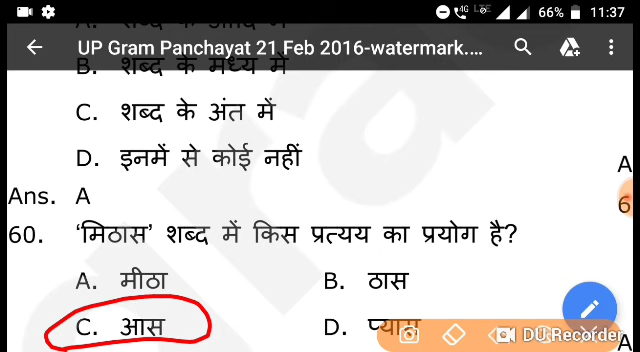 66% 11:37
UP Gram Panchayat 21 Feb 2016-watermark....
B. शब्द के मध्य में
C. शब्द के अंत में
D. इनमें से कोई नहीं
A
Ans. A
6
60. ‘मिठास’ शब्द में किस प्रत्यय का प्रयोग है?
A. मीठा B. ठास
C. आस D.
DU Recorder
A